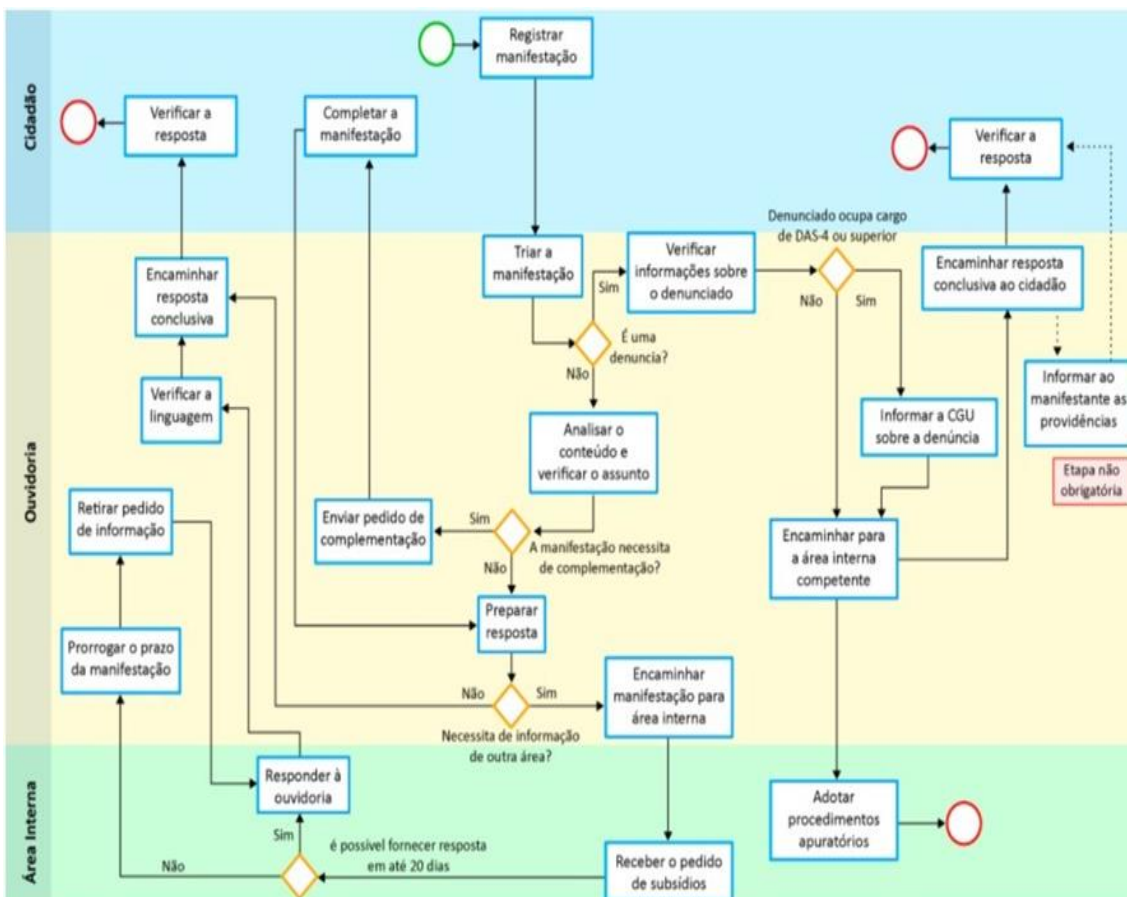 Cidadão
Registrar
manifestação
Verificar a
resposta
Completar a
manifestação
Verificar a
resposta
Ouvidoria
Denunciado ocupa cargo
de DAS-4 ou superior
Triar a
manifestação
Verificar
informações sobre
o denunciado
Encaminhar
resposta
conclusiva
Encaminhar resposta
conclusiva ao cidadão
Sim
Não
Sim
É uma
denuncia?
Não
Verificar a
linguagem
Informar ao
manifestante as
providências
Analisar o
conteúdo e
verificar o assunto
Informar a CGU
sobre a denúncia
Etapa não
obrigatória
Retirar pedido
de informação
Enviar pedido de
complementação
Sim
A manifestação necessita
de complementação?
Não
Encaminhar para
a área interna
competente
Preparar
resposta
Prorrogar o prazo
da manifestação
Não
Sim
Encaminhar
manifestação para
área interna
Necessita de informação
de outra área?
Área Interna
Responder à
ouvidoria
Adotar
procedimentos
apuratórios
Sim
é possível fornecer resposta
em até 20 dias
Não
Receber o pedido
de subsídios